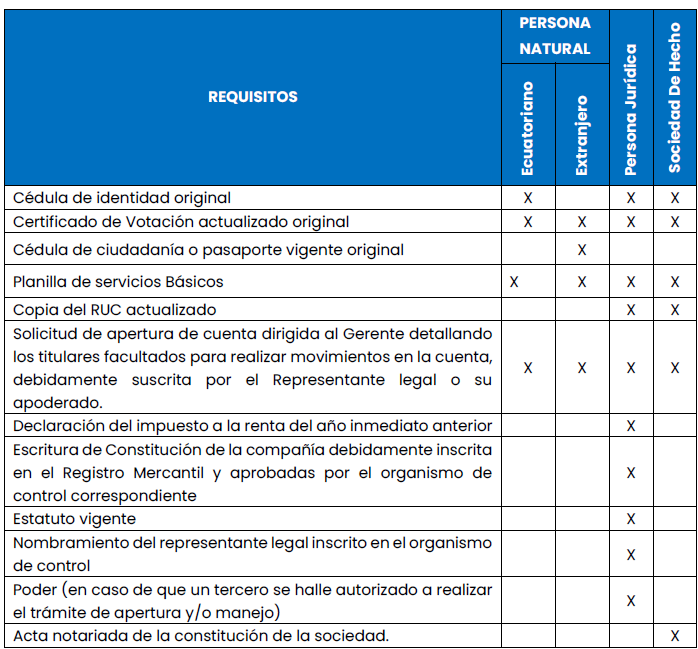 REQUISITOS
PERSONA
NATURAL
Ecuatoriano
Extranjero
Persona Jurídica
Sociedad De Hecho
Cédula de identidad original X X X
Certificado de Votación actualizado original X X X X
Cédula de ciudadanía o pasaporte vigente original X
Planilla de servicios Básicos X X X X
Copia del RUC actualizado X X
Solicitud de apertura de cuenta dirigida al Gerente detallando
los titulares facultados para realizar movimientos en la cuenta,
debidamente suscrita por el Representante legal o su
apoderado.
X X X X
Declaración del impuesto a la renta del año inmediato anterior X
Escritura de Constitución de la compañía debidamente inscrita
en el Registro Mercantil y aprobadas por el organismo de
control correspondiente
X
Estatuto vigente X
Nombramiento del representante legal inscrito en el organismo
de control
X
Poder (en caso de que un tercero se halle autorizado a realizar
el trámite de apertura y/o manejo)
X
Acta notariada de la constitución de la sociedad. X